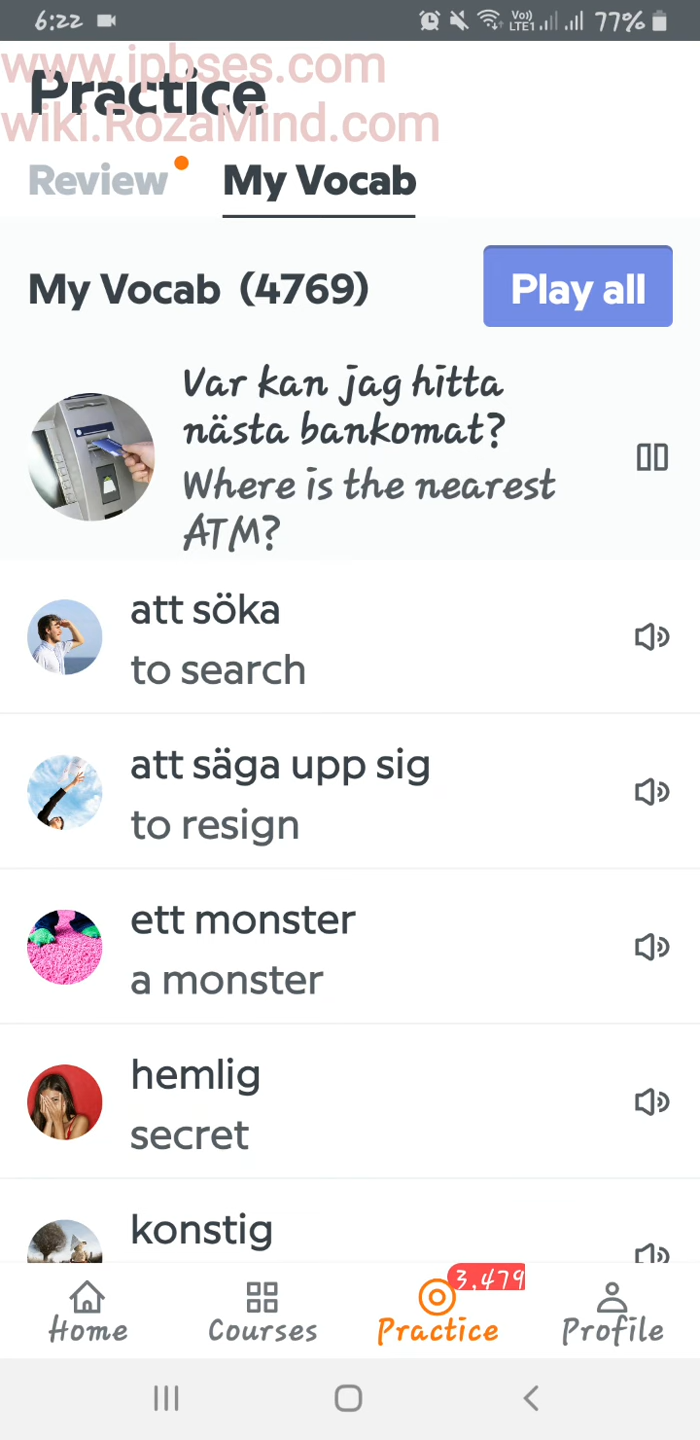 6:22
Vo)) LTE1 77%
www.ipbses.com
Practice
wiki.RozaMind.com
Review My Vocab
My Vocab (4769) Play all
Var kan jag hitta
nästa bankomat?
Where is the nearest
ATM?
att söka
to search
att säga upp sig
to resign
ett monster
a monster
hemlig
secret
konstig
3,479
Home Courses Practice Profile